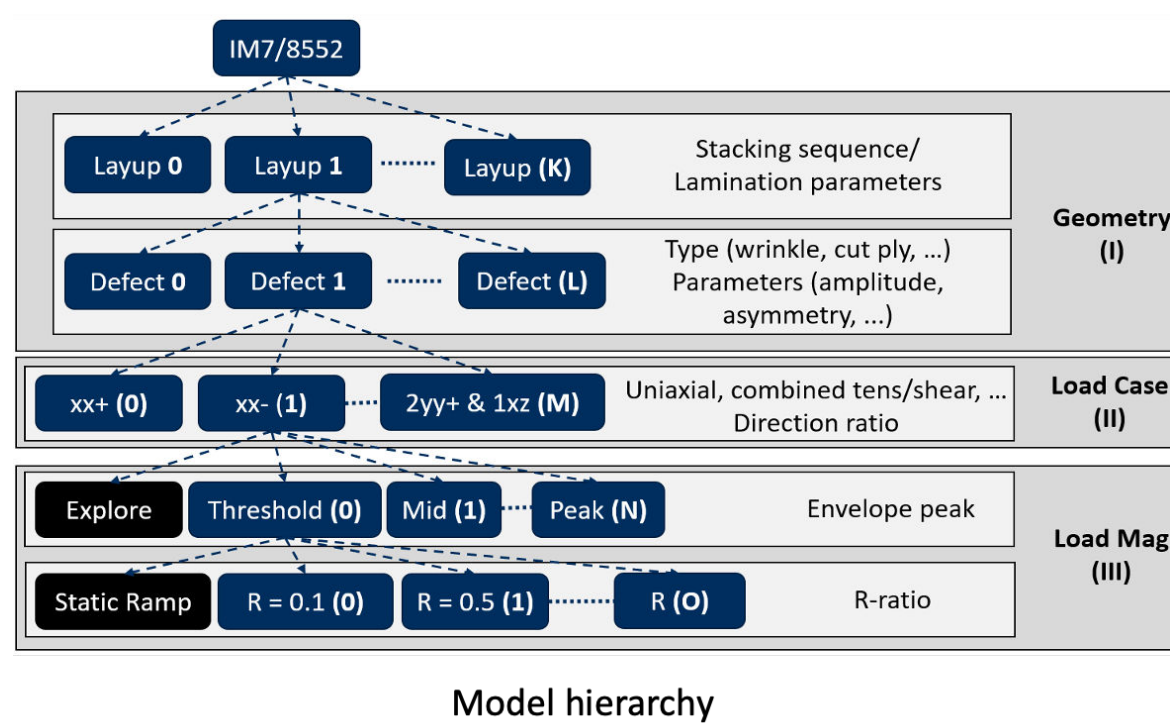 IM7/8552
Layup 0
Layup 1
Layup (K)
Stacking sequence/
Lamination parameters
Geometry
(I)
Defect 0
Defect 1
Defect (L)
Type (wrinkle, cut ply, ...)
Parameters (amplitude,
asymmetry, ...)
xx+ (0)
xx- (1)
2yy+ & 1xz (M)
Uniaxial, combined tens/shear, ...
Direction ratio
Load Case
(II)
Explore
Threshold (0)
Mid (1)
Peak (N)
Envelope peak
Load Mag
(III)
Static Ramp
R = 0.1 (0)
R = 0.5 (1)
R (O)
R-ratio
Model hierarchy